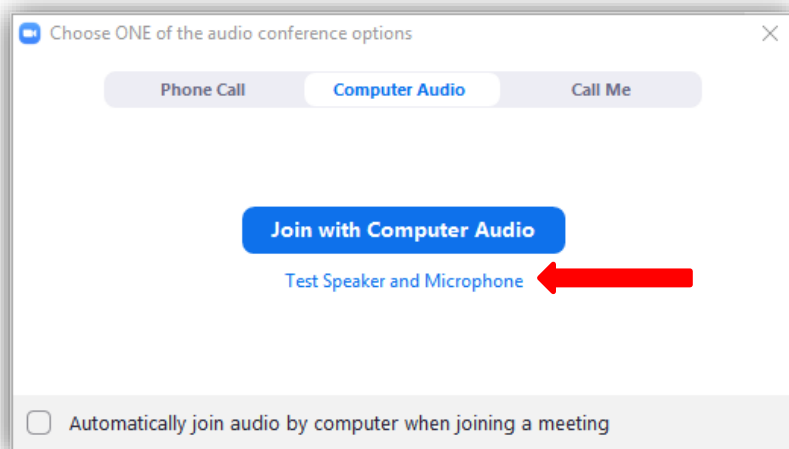 Choose ONE of the audio conference options
Phone Call Computer Audio Call Me
Join with Computer Audio
Test Speaker and Microphone
Automatically join audio by computer when joining a meeting